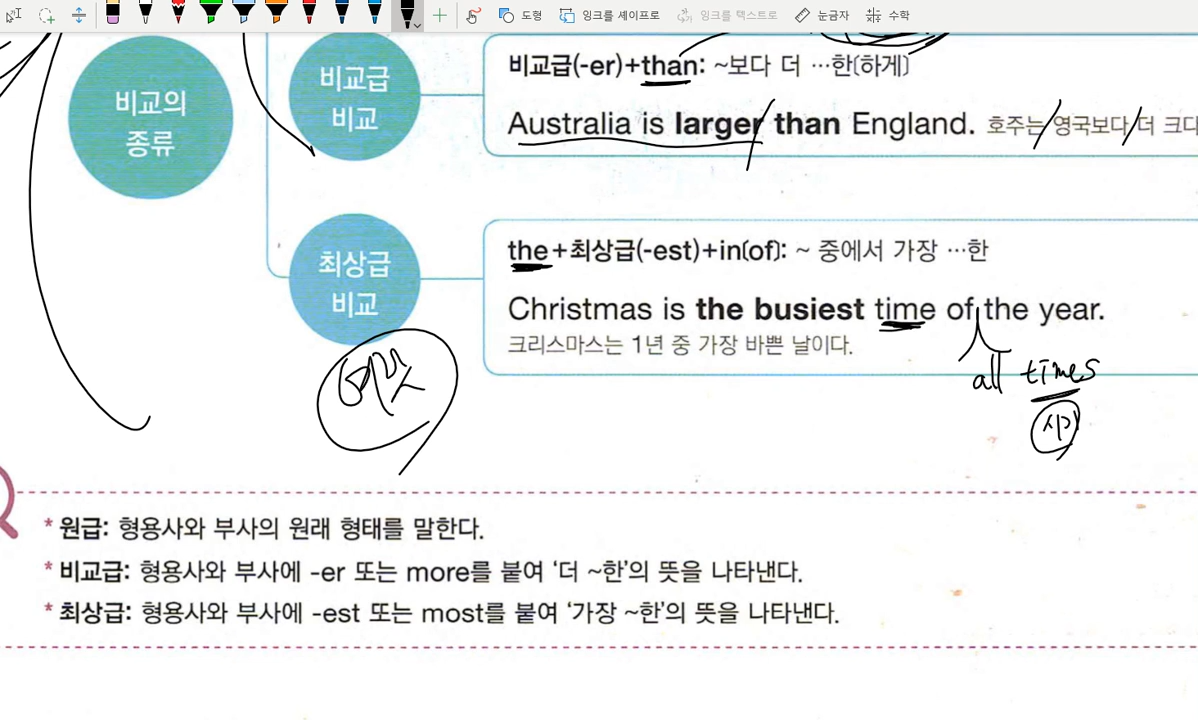 도형
잉크를 셰이프로
잉크를 텍스트로
눈금자
수학
비교의
종류
비교급
비교
비교급(-er)+than: ~보다 더 …한(하게)
Australia is larger than England. 호주는 영국보다 더 크다
최상급
비교
the+최상급(-est)+in(of): ~ 중에서 가장 …한
Christmas is the busiest time of the year.
크리스마스는 1년 중 가장 바쁜 날이다.
all times
* 원급: 형용사와 부사의 원래 형태를 말한다.
* 비교급: 형용사와 부사에 -er 또는 more를 붙여 ‘더 ~한’의 뜻을 나타낸다.
* 최상급: 형용사와 부사에 -est 또는 most를 붙여 ‘가장 ~한’의 뜻을 나타낸다.